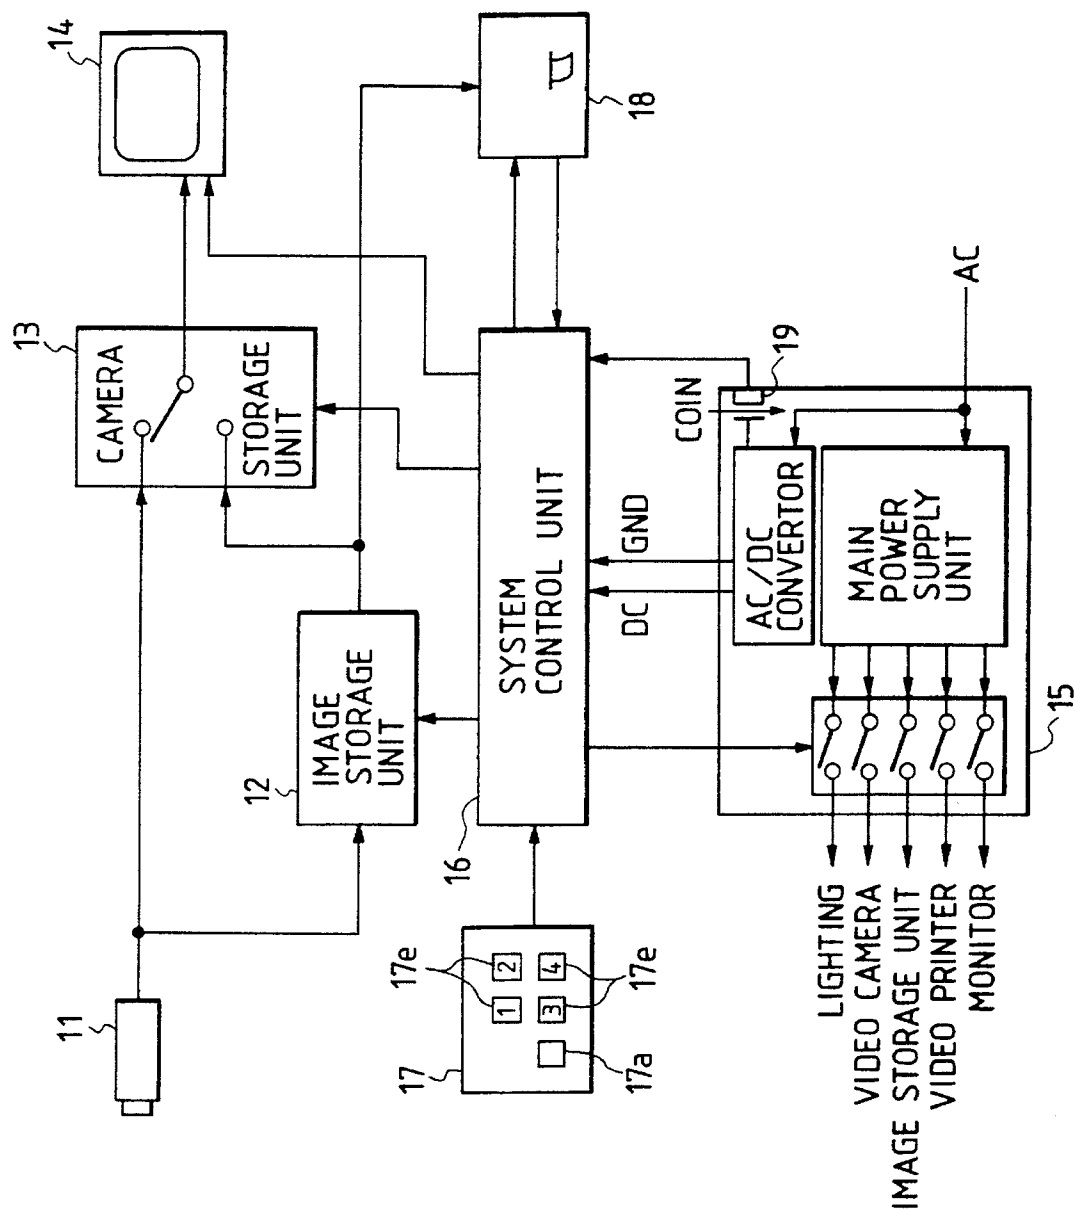 11
12
13
14
CAMERA
STORAGE
UNIT
IMAGE
STORAGE
UNIT
16
SYSTEM
CONTROL UNIT
17
17e
1
2
3
4
17e
17a
18
DC
GND
COIN
19
AC
AC/DC
CONVERTOR
MAIN
POWER
SUPPLY
UNIT
15
LIGHTING
VIDEO CAMERA
IMAGE STORAGE UNIT
VIDEO PRINTER
MONITOR